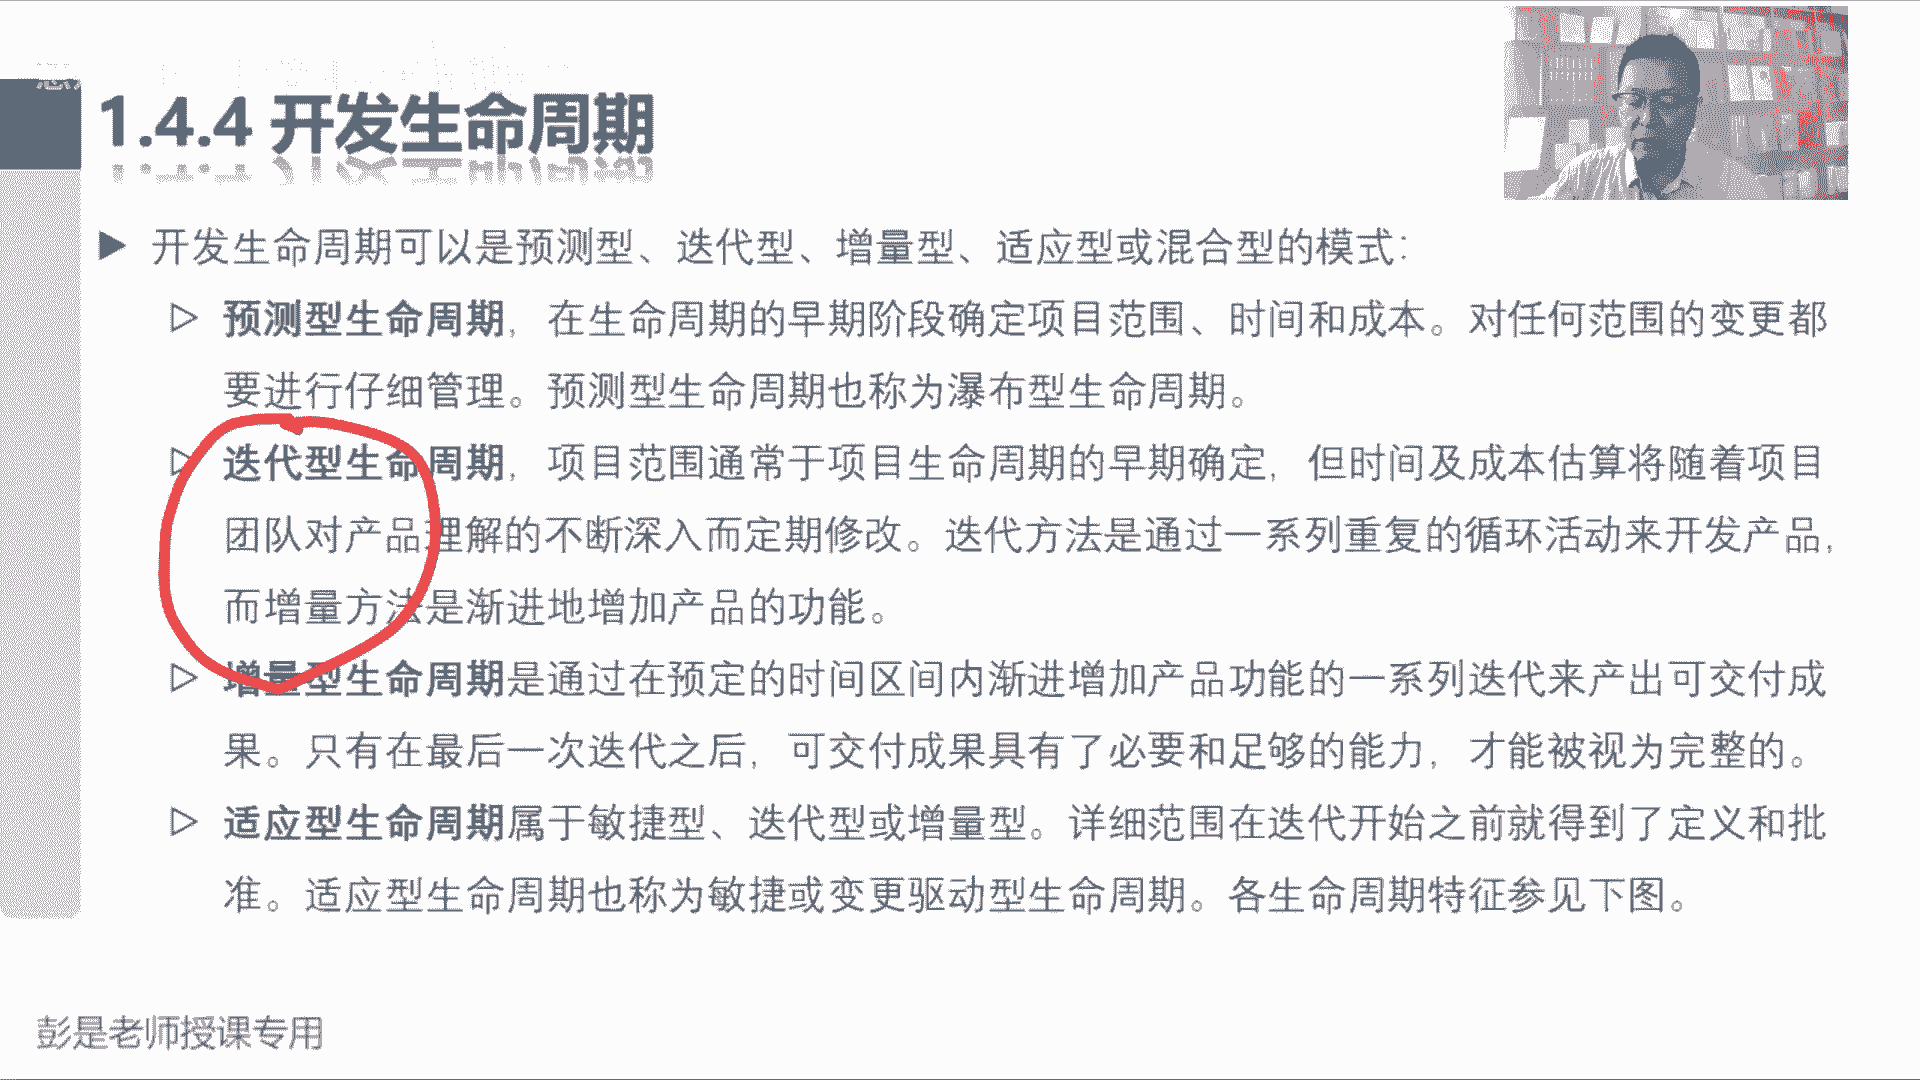 1.4.4 开发生命周期
开发生命周期可以是预测型、迭代型、增量型、适应型或混合型的模式：
预测型生命周期，在生命周期的早期阶段确定项目范围、时间和成本。对任何范围的变更都
要进行仔细管理。预测型生命周期也称为瀑布型生命周期。
迭代型生命周期，项目范围通常于项目生命周期的早期确定，但时间及成本估算将随着项目
团队对产品理解的不断深入而定期修改。迭代方法是通过一系列重复的循环活动来开发产品，
而增量方法是渐进地增加产品的功能。
增量型生命周期是通过在预定的时间区间内渐进增加产品功能的一系列迭代来产出可交付成
果。只有在最后一次迭代之后，可交付成果具有了必要和足够的能力，才能被视为完整的。
适应型生命周期属于敏捷型、迭代型或增量型。详细范围在迭代开始之前就得到了定义和批
准。适应型生命周期也称为敏捷或变更驱动型生命周期。各生命周期特征参见下图。
彭是老师授课专用